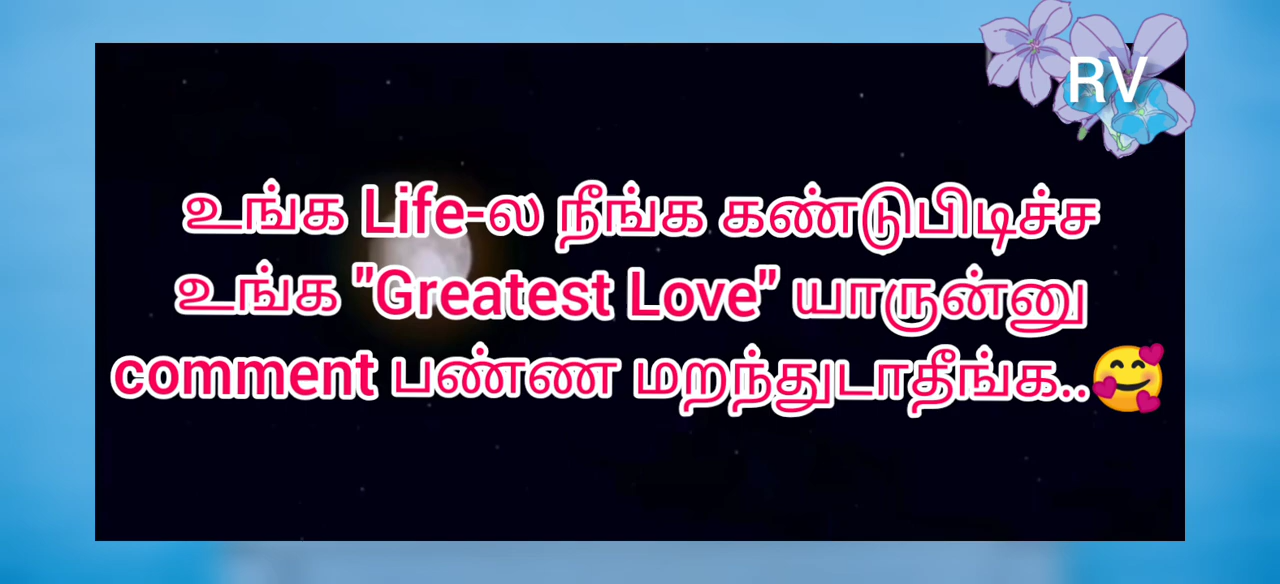 RV
உங்க Life-ல நீங்க கண்டுபிடிச்ச
உங்க "Greatest Love" யாருன்னு
comment பண்ண மறந்துடாதீங்க..🥰